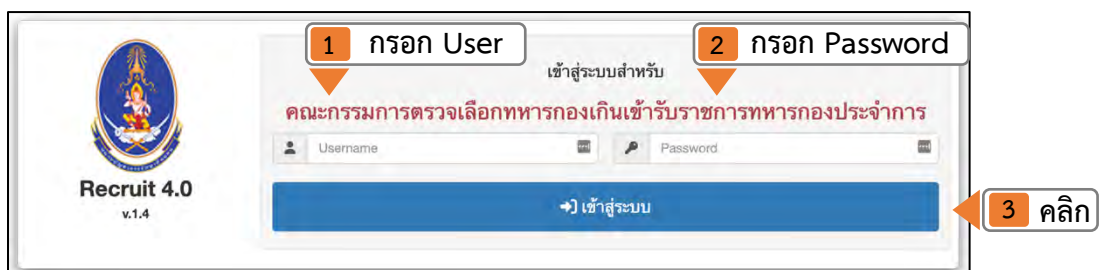 1 กรอก User
2 กรอก Password
เข้าสู่ระบบสำหรับ
คณะกรรมการตรวจเลือกทหารกองเกินเข้ารับราชการทหารกองประจำการ
Username
Password
Recruit 4.0
v.1.4
เข้าสู่ระบบ
3 คลิก